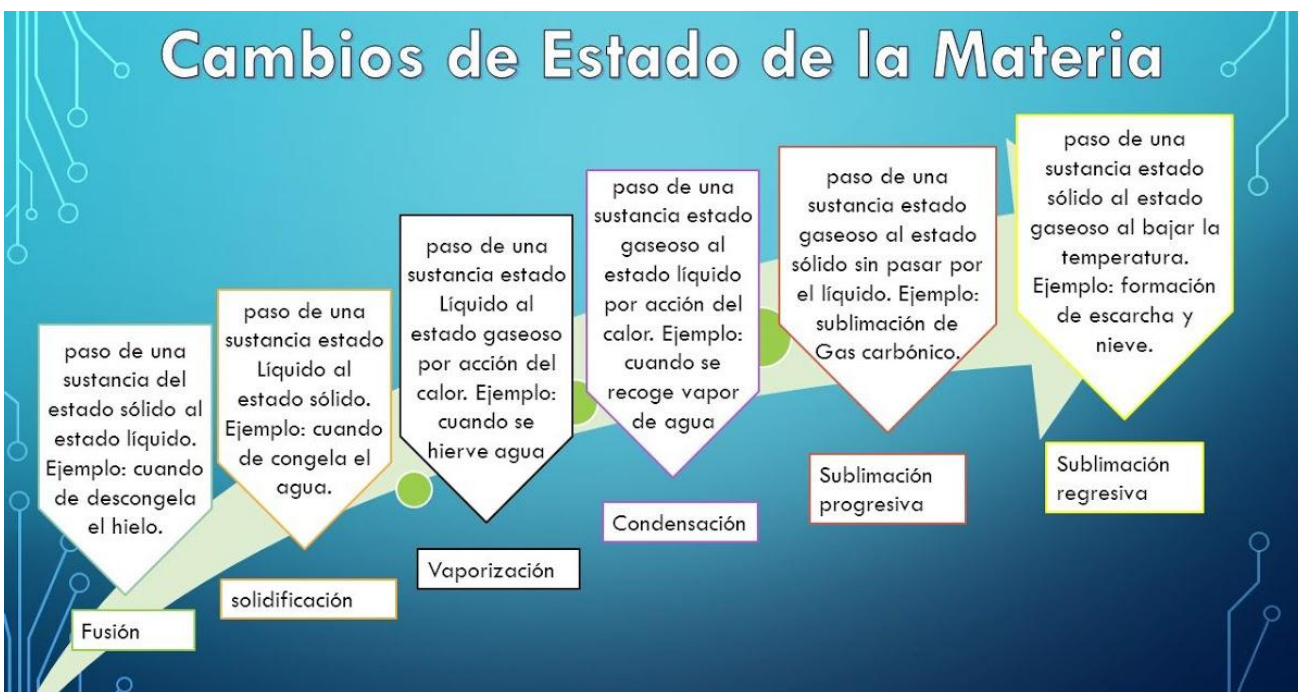 Cambios de Estado de la Materia
paso de una
sustancia del
estado sólido al
estado líquido.
Ejemplo: cuando
de descongela
el hielo.
Fusión
paso de una
sustancia estado
Líquido al
estado sólido.
Ejemplo: cuando
de congela el
agua.
solidificación
paso de una
sustancia estado
Líquido al
estado gaseoso
por acción del
calor. Ejemplo:
cuando se
hierve agua
Vaporización
paso de una
sustancia estado
gaseoso al
estado líquido
por acción del
calor. Ejemplo:
cuando se
recoge vapor
de agua
Condensación
paso de una
sustancia estado
gaseoso al estado
sólido sin pasar por
el líquido. Ejemplo:
sublimación de
Gas carbónico.
Sublimación
progresiva
paso de una
sustancia estado
sólido al estado
gaseoso al bajar la
temperatura.
Ejemplo: formación
de escarcha y
nieve.
Sublimación
regresiva